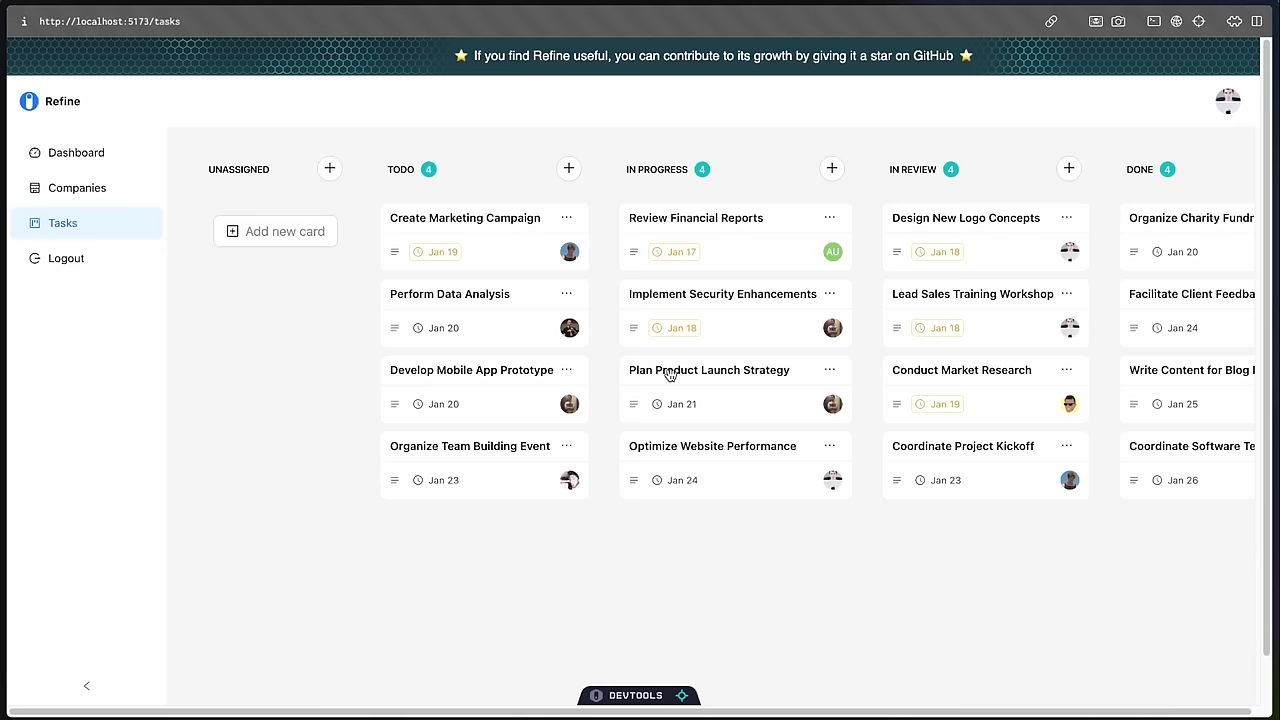 http://localhost:5173/tasks
⭐ If you find Refine useful, you can contribute to its growth by giving it a star on GitHub ⭐
Refine
Dashboard
Companies
Tasks
Logout
UNASSIGNED
Add new card
TODO 4
Create Marketing Campaign
Jan 19
Perform Data Analysis
Jan 20
Develop Mobile App Prototype
Jan 20
Organize Team Building Event
Jan 23
IN PROGRESS 4
Review Financial Reports
Jan 17
AU
Implement Security Enhancements
Jan 18
Plan Product Launch Strategy
Jan 21
Optimize Website Performance
Jan 24
IN REVIEW 4
Design New Logo Concepts
Jan 18
Lead Sales Training Workshop
Jan 18
Conduct Market Research
Jan 19
Coordinate Project Kickoff
Jan 23
DONE 4
Organize Charity Fundr
Jan 20
Facilitate Client Feedba
Jan 24
Write Content for Blog
Jan 25
Coordinate Software Te
Jan 26
DEVTOOLS